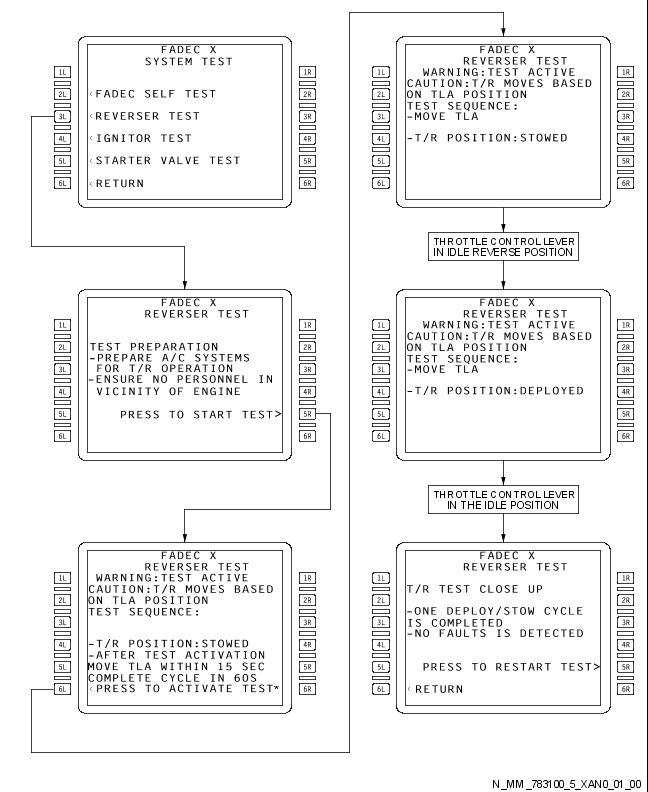 FADEC X
SYSTEM TEST
1L 1R
2L <FADEC SELF TEST 2R
3L <REVERSER TEST 3R
4L <IGNITOR TEST 4R
5L <STARTER VALVE TEST 5R
6L <RETURN 6R
FADEC X
REVERSER TEST
1L 1R
2L TEST PREPARATION 2R
-PREPARE A/C SYSTEMS
3L FOR T/R OPERATION 3R
-ENSURE NO PERSONNEL IN
4L VICINITY OF ENGINE 4R
5L PRESS TO START TEST> 5R
6L 6R
FADEC X
REVERSER TEST
1L WARNING:TEST ACTIVE 1R
CAUTION:T/R MOVES BASED
2L ON TLA POSITION 2R
TEST SEQUENCE:
3L 3R
4L -T/R POSITION:STOWED 4R
-AFTER TEST ACTIVATION
5L MOVE TLA WITHIN 15 SEC 5R
COMPLETE CYCLE IN 60S
6L <PRESS TO ACTIVATE TEST* 6R
FADEC X
REVERSER TEST
1L WARNING:TEST ACTIVE 1R
CAUTION:T/R MOVES BASED
2L ON TLA POSITION 2R
TEST SEQUENCE:
3L -MOVE TLA 3R
4L -T/R POSITION:STOWED 4R
5L 5R
6L 6R
THROTTLE CONTROL LEVER
IN IDLE REVERSE POSITION
FADEC X
REVERSER TEST
1L WARNING:TEST ACTIVE 1R
CAUTION:T/R MOVES BASED
2L ON TLA POSITION 2R
TEST SEQUENCE:
3L -MOVE TLA 3R
4L -T/R POSITION:DEPLOYED 4R
5L 5R
6L 6R
THROTTLE CONTROL LEVER
IN THE IDLE POSITION
FADEC X
REVERSER TEST
1L T/R TEST CLOSE UP 1R
2L 2R
-ONE DEPLOY/STOW CYCLE
3L IS COMPLETED 3R
-NO FAULTS IS DETECTED
4L 4R
5L PRESS TO RESTART TEST> 5R
6L <RETURN 6R
N_MM_783100_5_XAN0_01_00